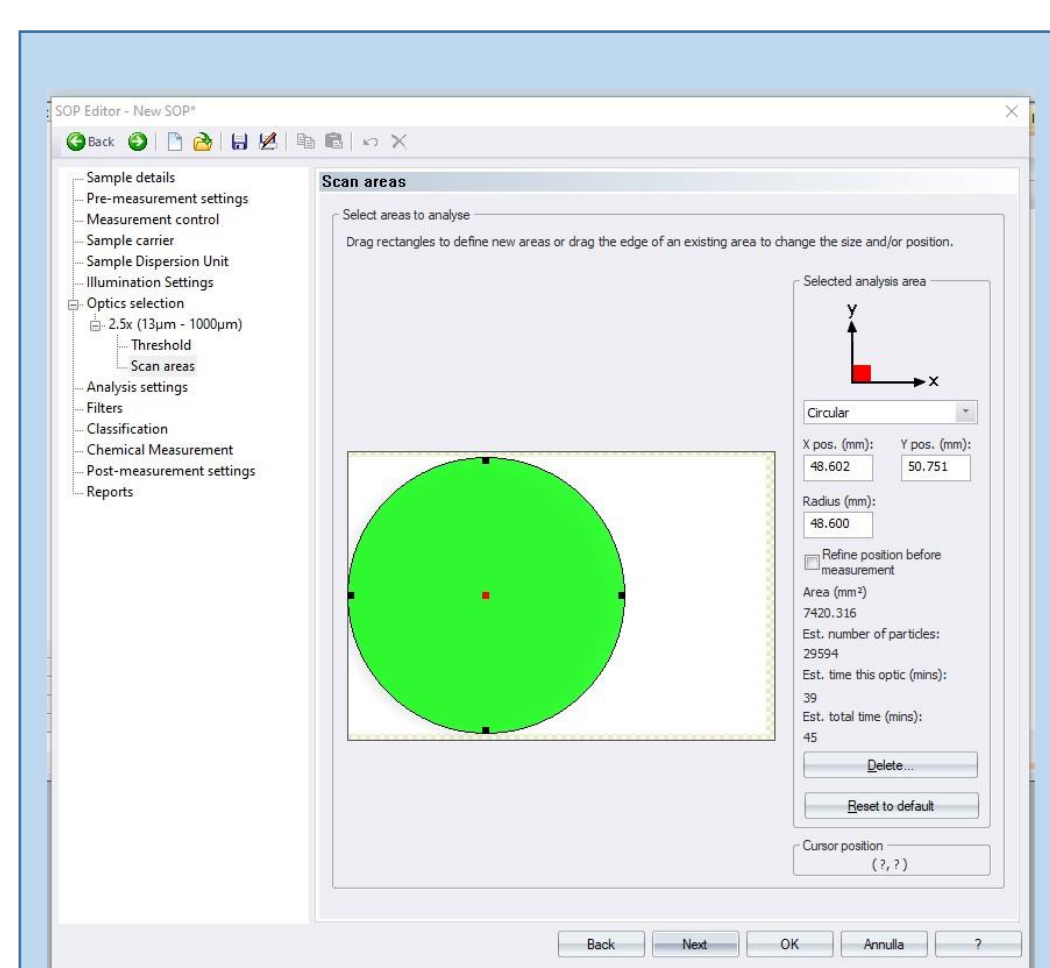 SOP Editor - New SOP*
Back
Sample details
Pre-measurement settings
Measurement control
Sample carrier
Sample Dispersion Unit
Illumination Settings
Optics selection
2.5x (13µm - 1000µm)
Threshold
Scan areas
Analysis settings
Filters
Classification
Chemical Measurement
Post-measurement settings
Reports
Scan areas
Select areas to analyse
Drag rectangles to define new areas or drag the edge of an existing area to change the size and/or position.
Selected analysis area
y
x
Circular
X pos. (mm): Y pos. (mm):
48.602 50.751
Radius (mm):
48.600
Refine position before
measurement
Area (mm²)
7420.316
Est. number of particles:
29594
Est. time this optic (mins):
39
Est. total time (mins):
45
Delete...
Reset to default
Cursor position
( ?, ? )
Back Next OK Annulla ?